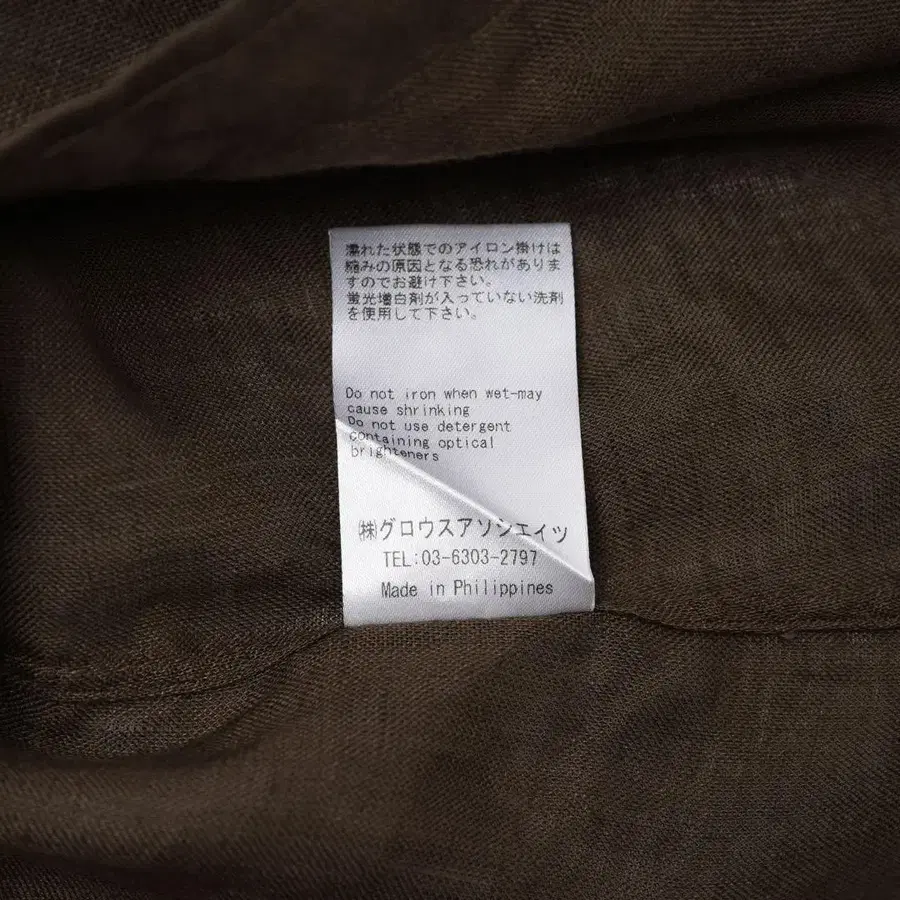 濡れた状態でのアイロン掛けは
縮みの原因となる恐れがありま
すのでお避け下さい。
蛍光増白剤が入っていない洗剤
を使用して下さい。
Do not iron when wet-may
cause shrinking
Do not use detergent
containing optical
brighteners
㈱グロウスアソシエイツ
TEL:03-6303-2797
Made in Philippines